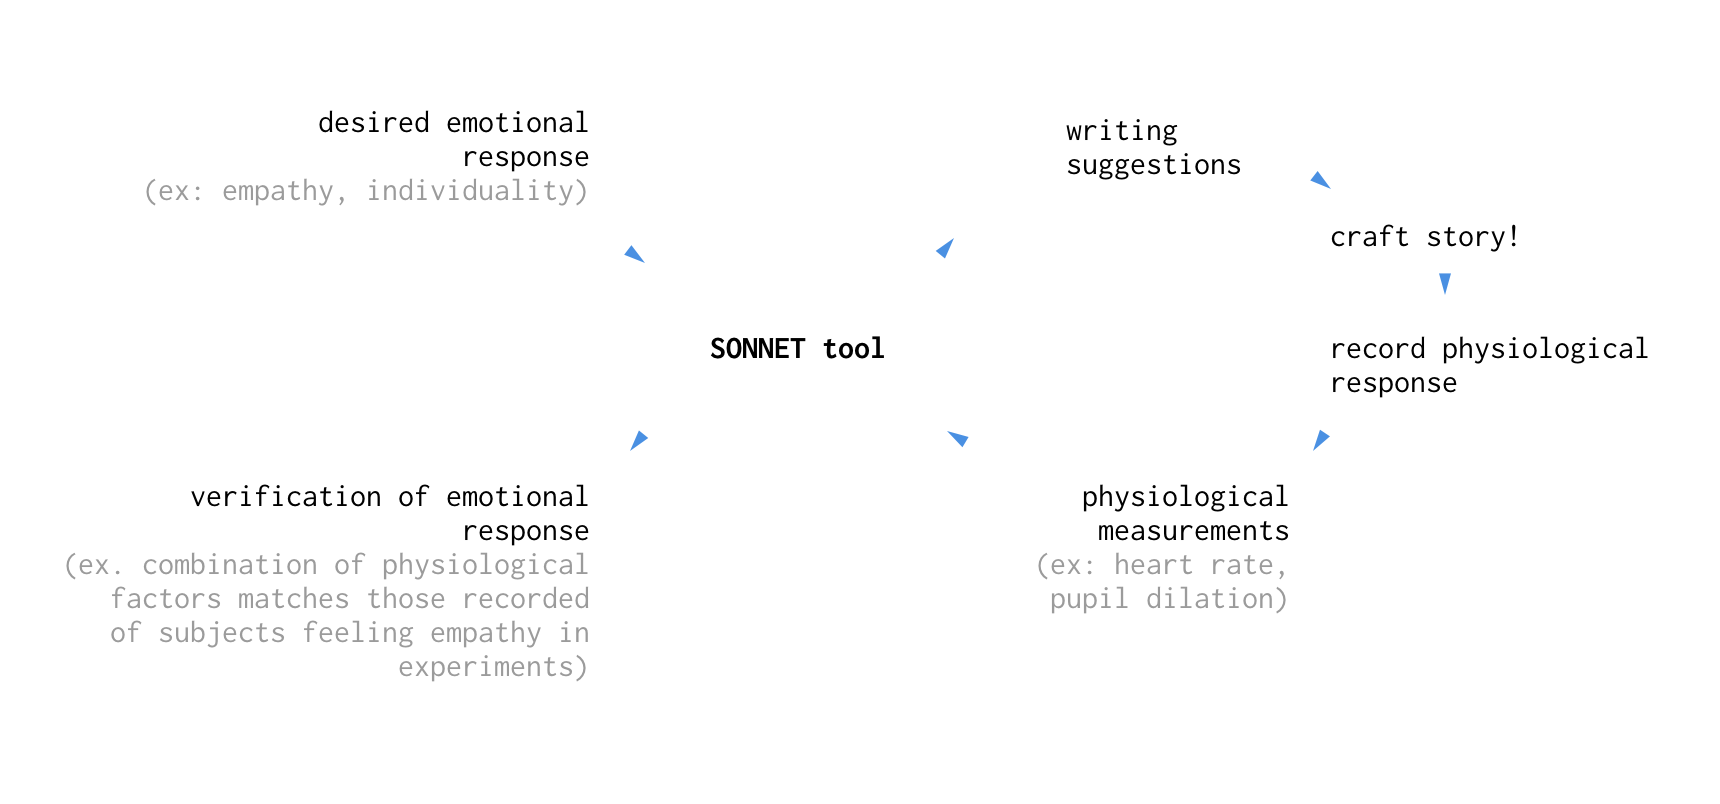 desired emotional
response
(ex: empathy, individuality)
writing
suggestions
craft story!
SONNET tool
record physiological
response
verification of emotional
response
(ex. combination of physiological
factors matches those recorded
of subjects feeling empathy in
experiments)
physiological
measurements
(ex: heart rate,
pupil dilation)